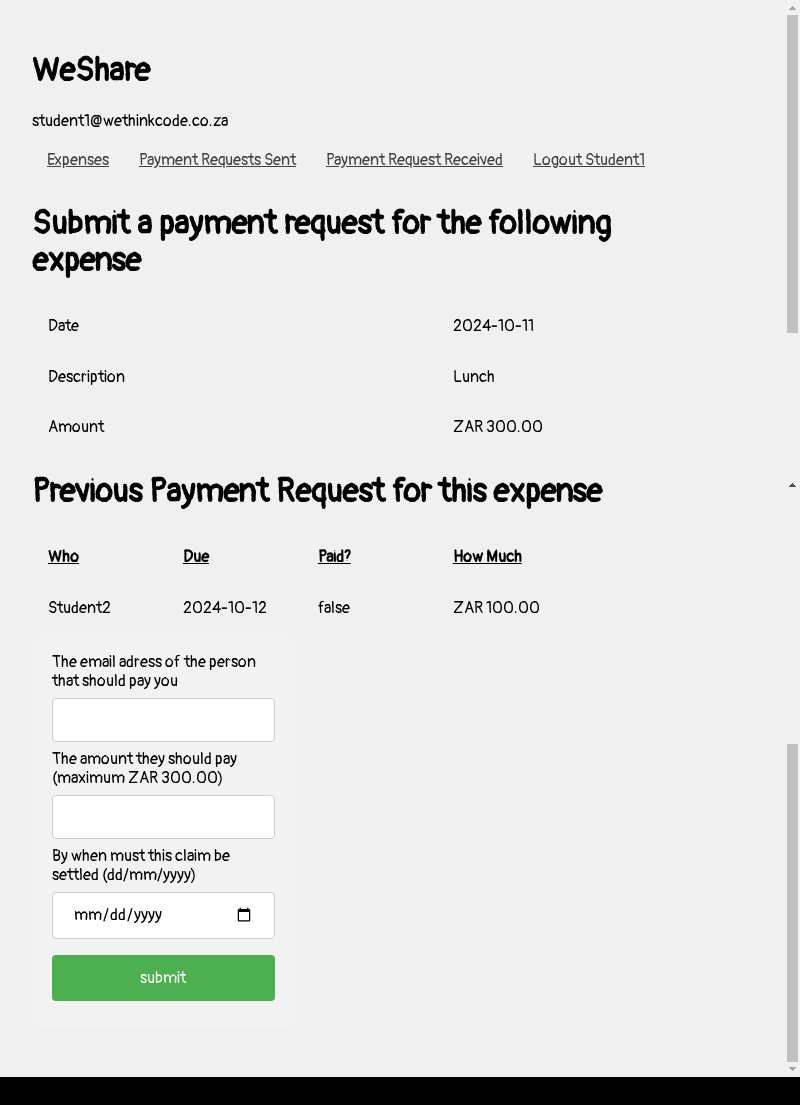 WeShare
student1@wethinkcode.co.za
Expenses Payment Requests Sent Payment Request Received Logout Student1
Submit a payment request for the following
expense
Date 2024-10-11
Description Lunch
Amount ZAR 300.00
Previous Payment Request for this expense
Who Due Paid? How Much
Student2 2024-10-12 false ZAR 100.00
The email adress of the person
that should pay you
The amount they should pay
(maximum ZAR 300.00)
By when must this claim be
settled (dd/mm/yyyy)
mm/dd/yyyy
submit